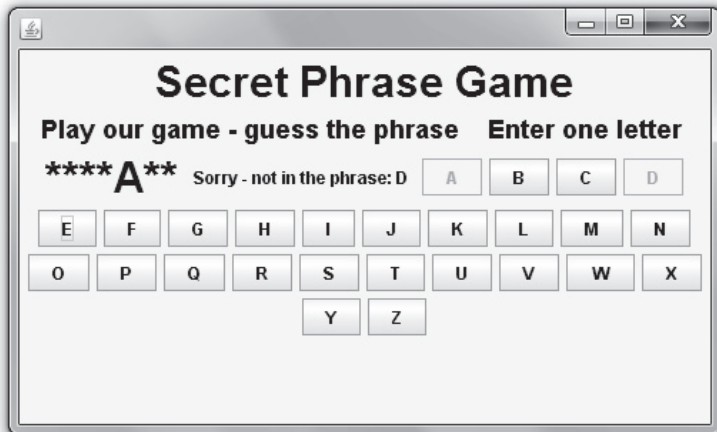 Secret Phrase Game
Play our game - guess the phrase Enter one letter
****A** Sorry - not in the phrase: D A B C D
E F G H I J K L M N
O P Q R S T U V W X
Y Z